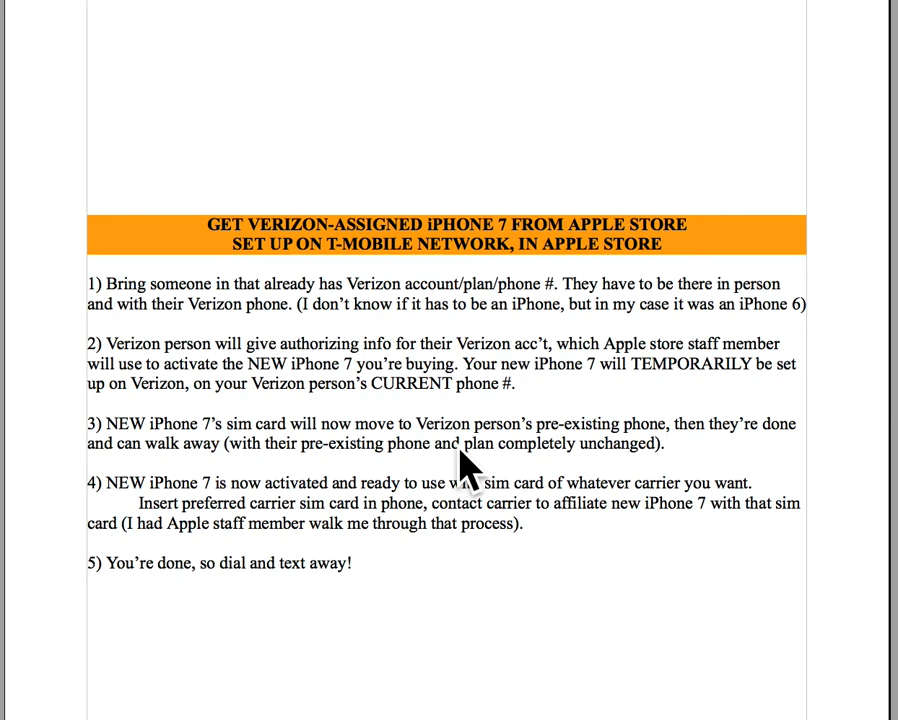 GET VERIZON-ASSIGNED iPHONE 7 FROM APPLE STORE
SET UP ON T-MOBILE NETWORK, IN APPLE STORE
1) Bring someone in that already has Verizon account/plan/phone #. They have to be there in person
and with their Verizon phone. (I don’t know if it has to be an iPhone, but in my case it was an iPhone 6)
2) Verizon person will give authorizing info for their Verizon acc’t, which Apple store staff member
will use to activate the NEW iPhone 7 you’re buying. Your new iPhone 7 will TEMPORARILY be set
up on Verizon, on your Verizon person’s CURRENT phone #.
3) NEW iPhone 7’s sim card will now move to Verizon person’s pre-existing phone, then they’re done
and can walk away (with their pre-existing phone and plan completely unchanged).
4) NEW iPhone 7 is now activated and ready to use sim card of whatever carrier you want.
Insert preferred carrier sim card in phone, contact carrier to affiliate new iPhone 7 with that sim
card (I had Apple staff member walk me through that process).
5) You’re done, so dial and text away!